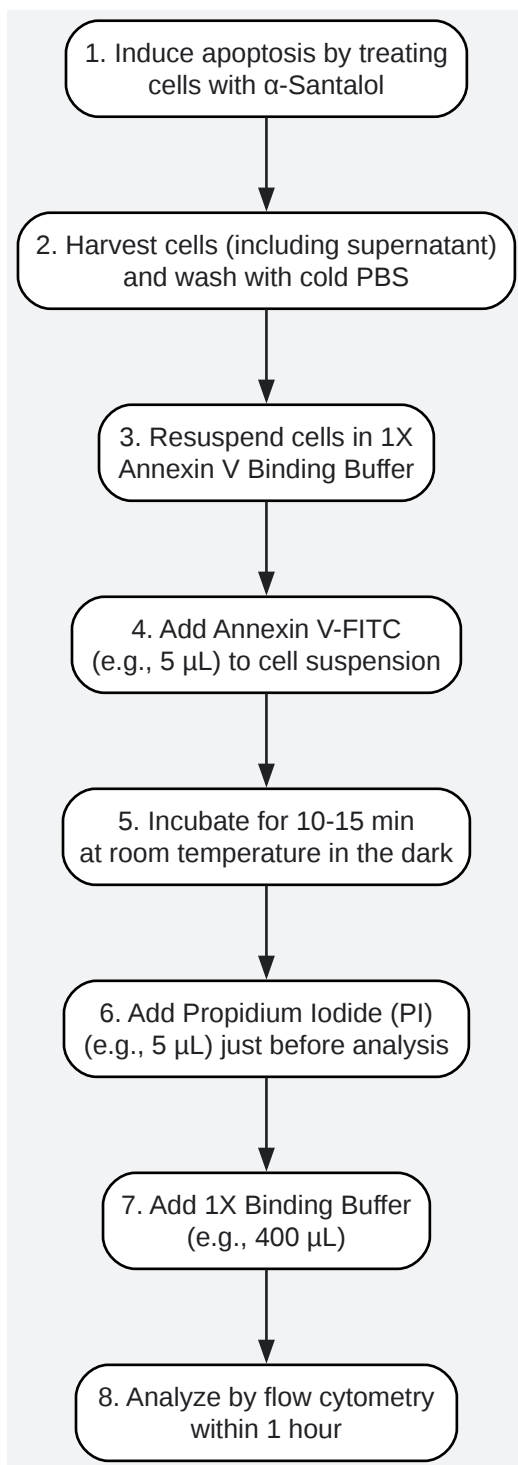 1. Induce apoptosis by treating
cells with α-Santalol
2. Harvest cells (including supernatant)
and wash with cold PBS
3. Resuspend cells in 1X
Annexin V Binding Buffer
4. Add Annexin V-FITC
(e.g., 5 µL) to cell suspension
5. Incubate for 10-15 min
at room temperature in the dark
6. Add Propidium Iodide (PI)
(e.g., 5 µL) just before analysis
7. Add 1X Binding Buffer
(e.g., 400 µL)
8. Analyze by flow cytometry
within 1 hour